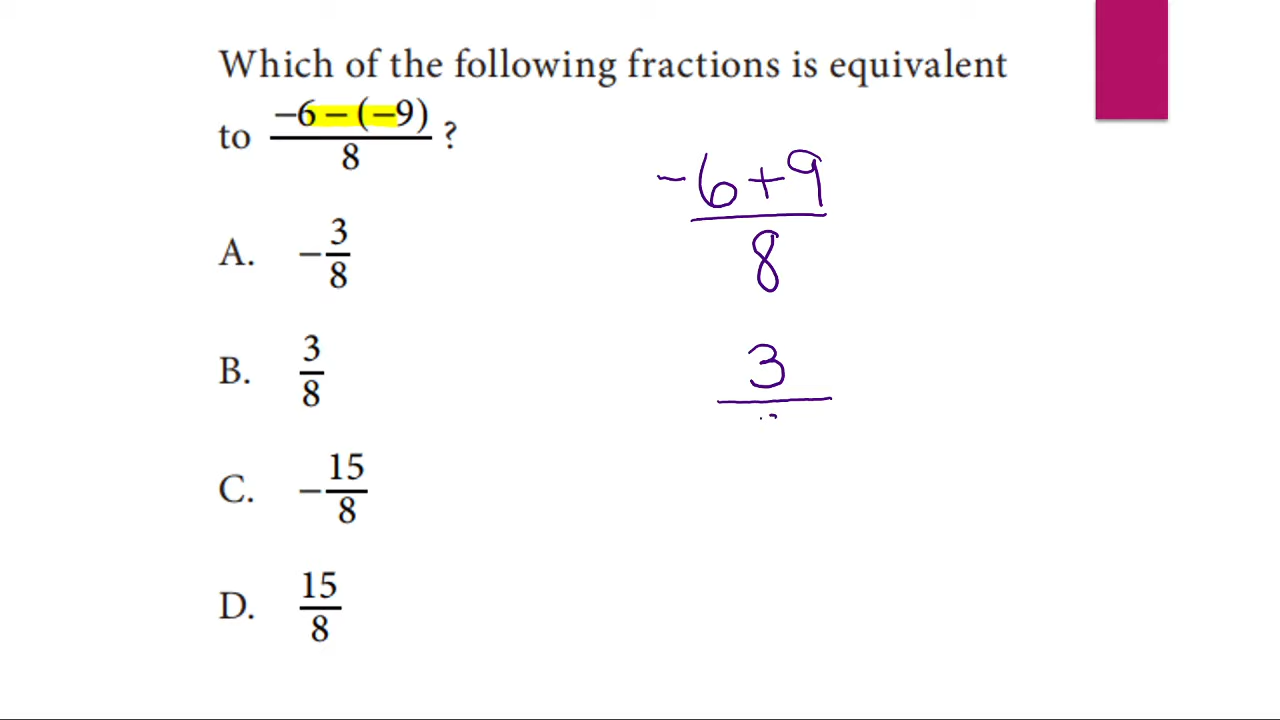 Which of the following fractions is equivalent
to −6 − (−9) / 8 ?
A. − 3/8
B. 3/8
C. − 15/8
D. 15/8
-6+9
8
3